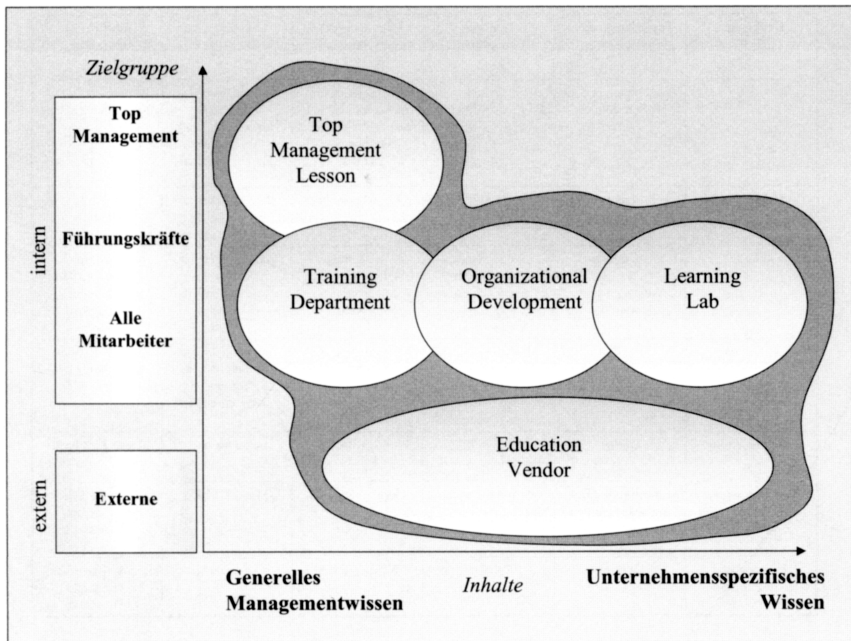 Zielgruppe
Top
Management
Führungskräfte
Alle
Mitarbeiter
intern
Externe
extern
Top
Management
Lesson
Training
Department
Organizational
Development
Learning
Lab
Education
Vendor
Generelles
Managementwissen
Inhalte
Unternehmensspezifisches
Wissen